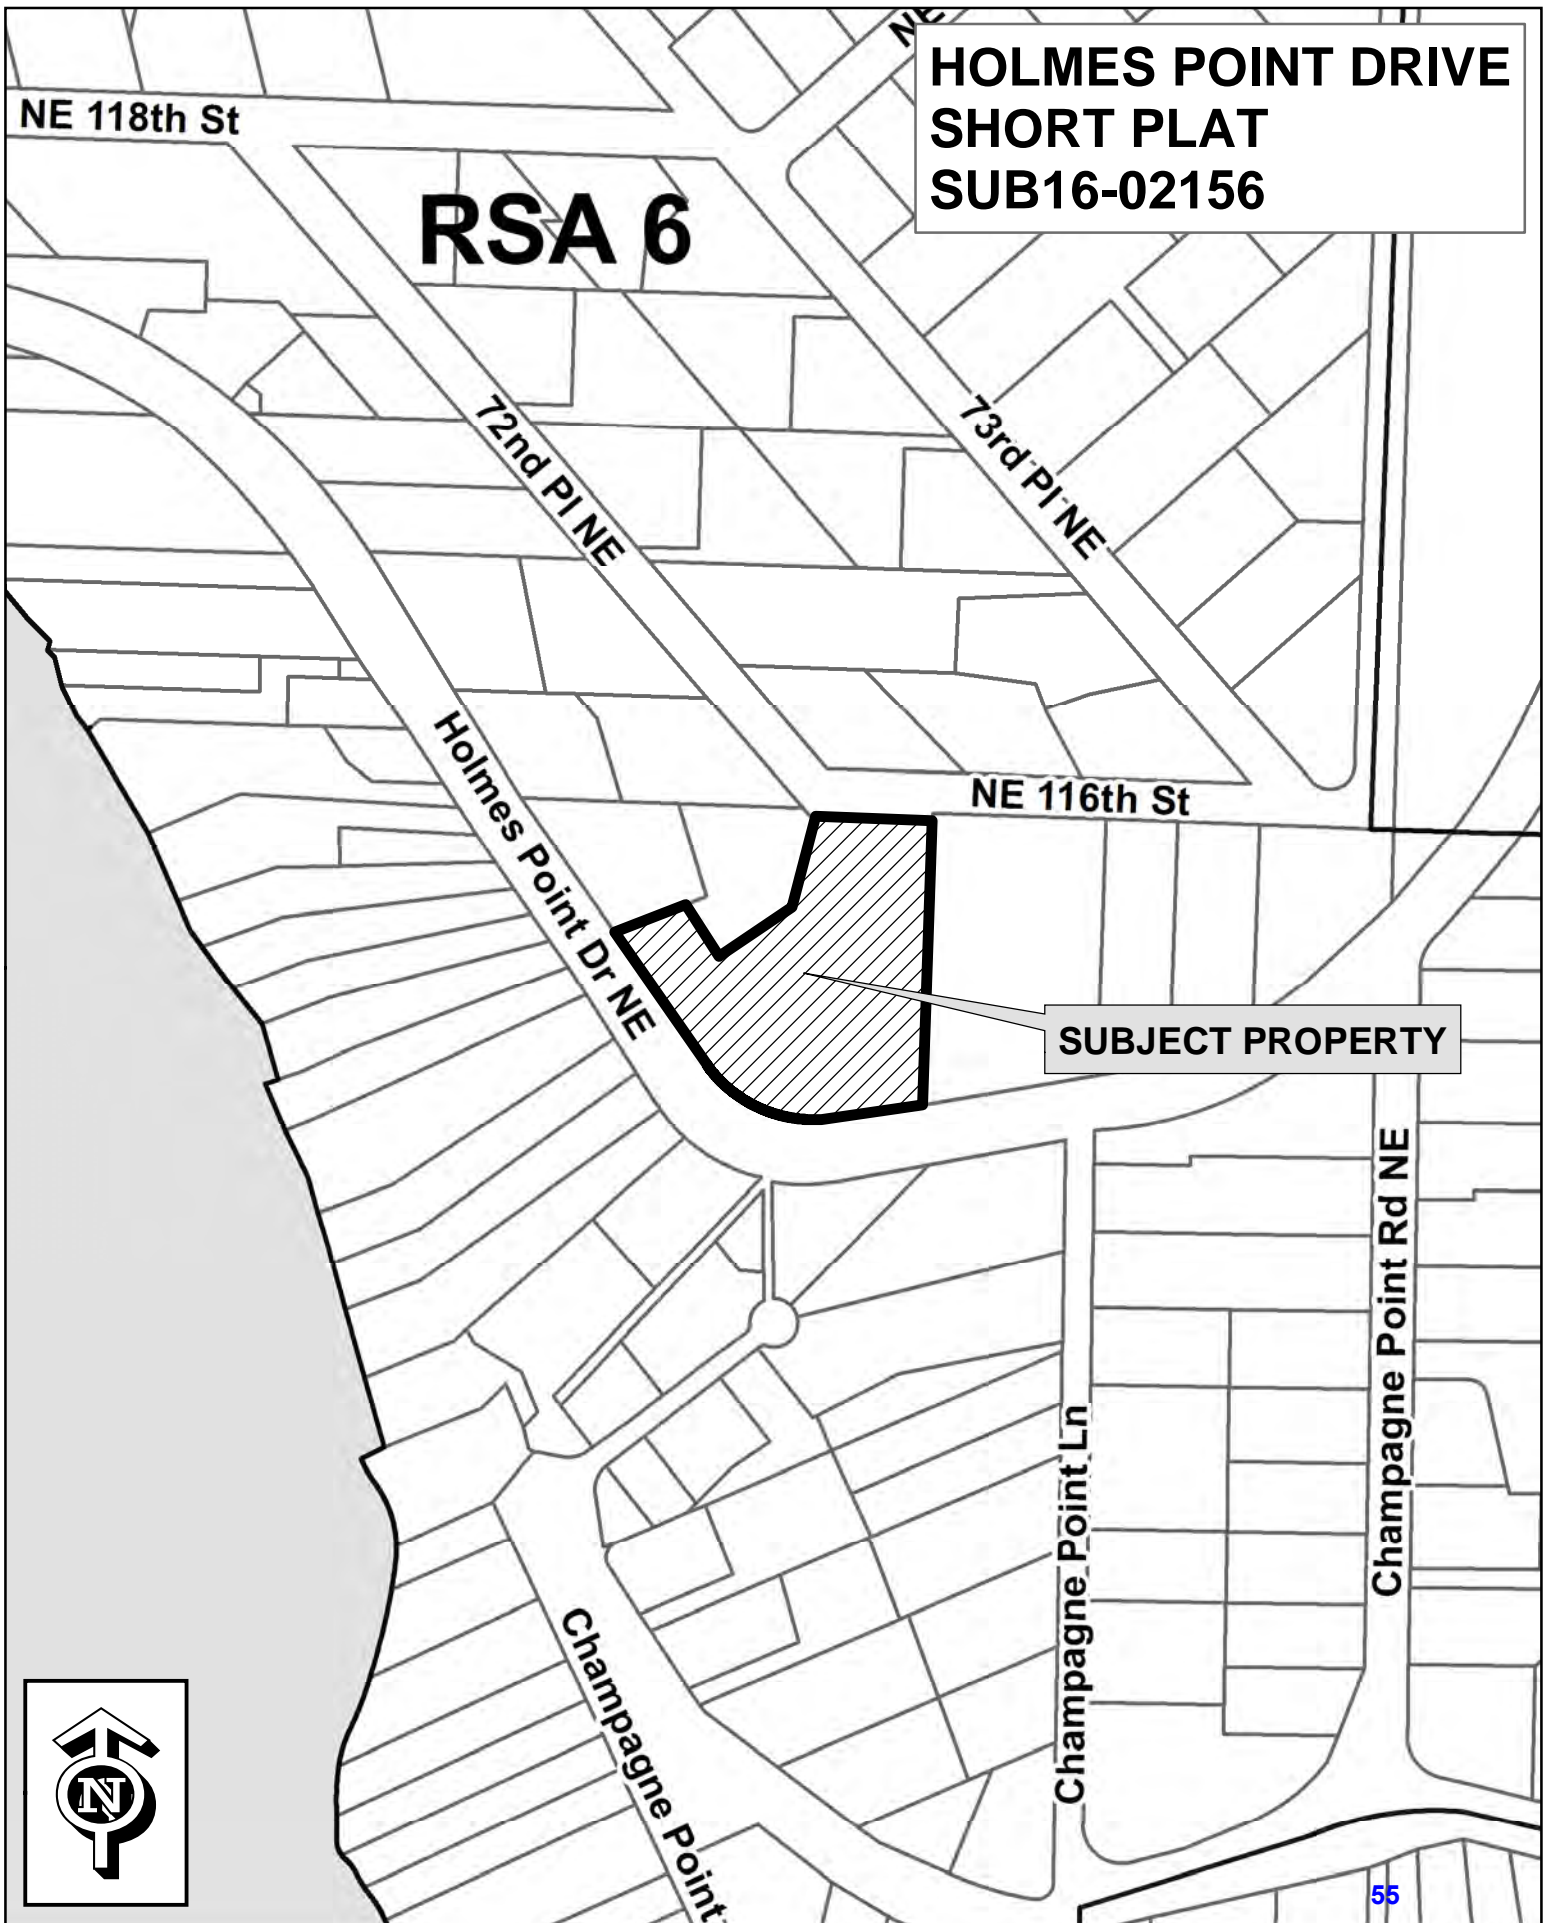 NE
HOLMES POINT DRIVE
SHORT PLAT
SUB16-02156
NE 118th St
RSA 6
72nd Pl NE
73rd Pl NE
Holmes Point Dr NE
NE 116th St
SUBJECT PROPERTY
Champagne Point Rd NE
Champagne Point Ln
Champagne Point
N
55